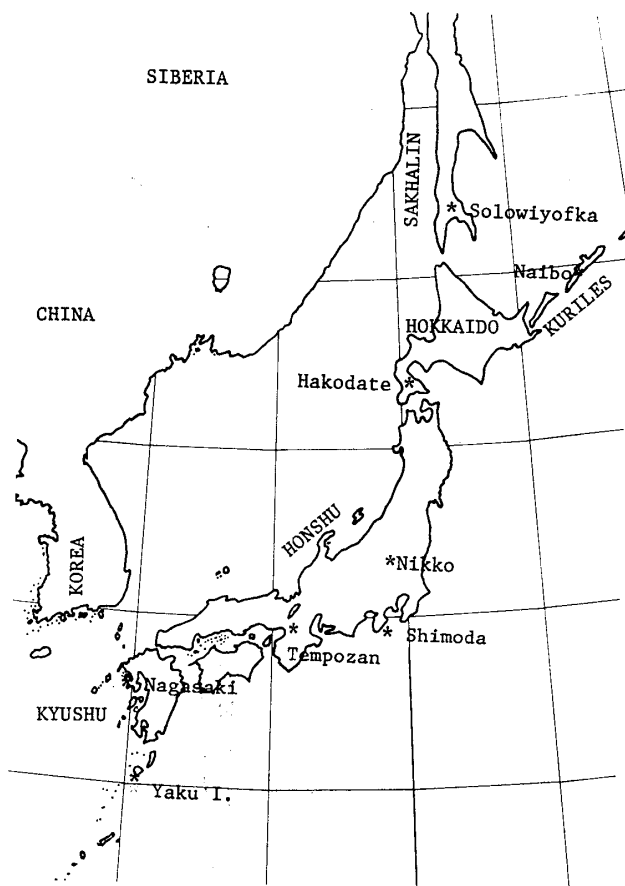 SIBERIA
SAKHALIN
* Solowiyofka
Naibo*
CHINA
KURILES
HOKKAIDO
Hakodate *
HONSHU
*Nikko
KOREA
* Shimoda
*
Tempozan
*Nagasaki
KYUSHU
*
Yaku I.